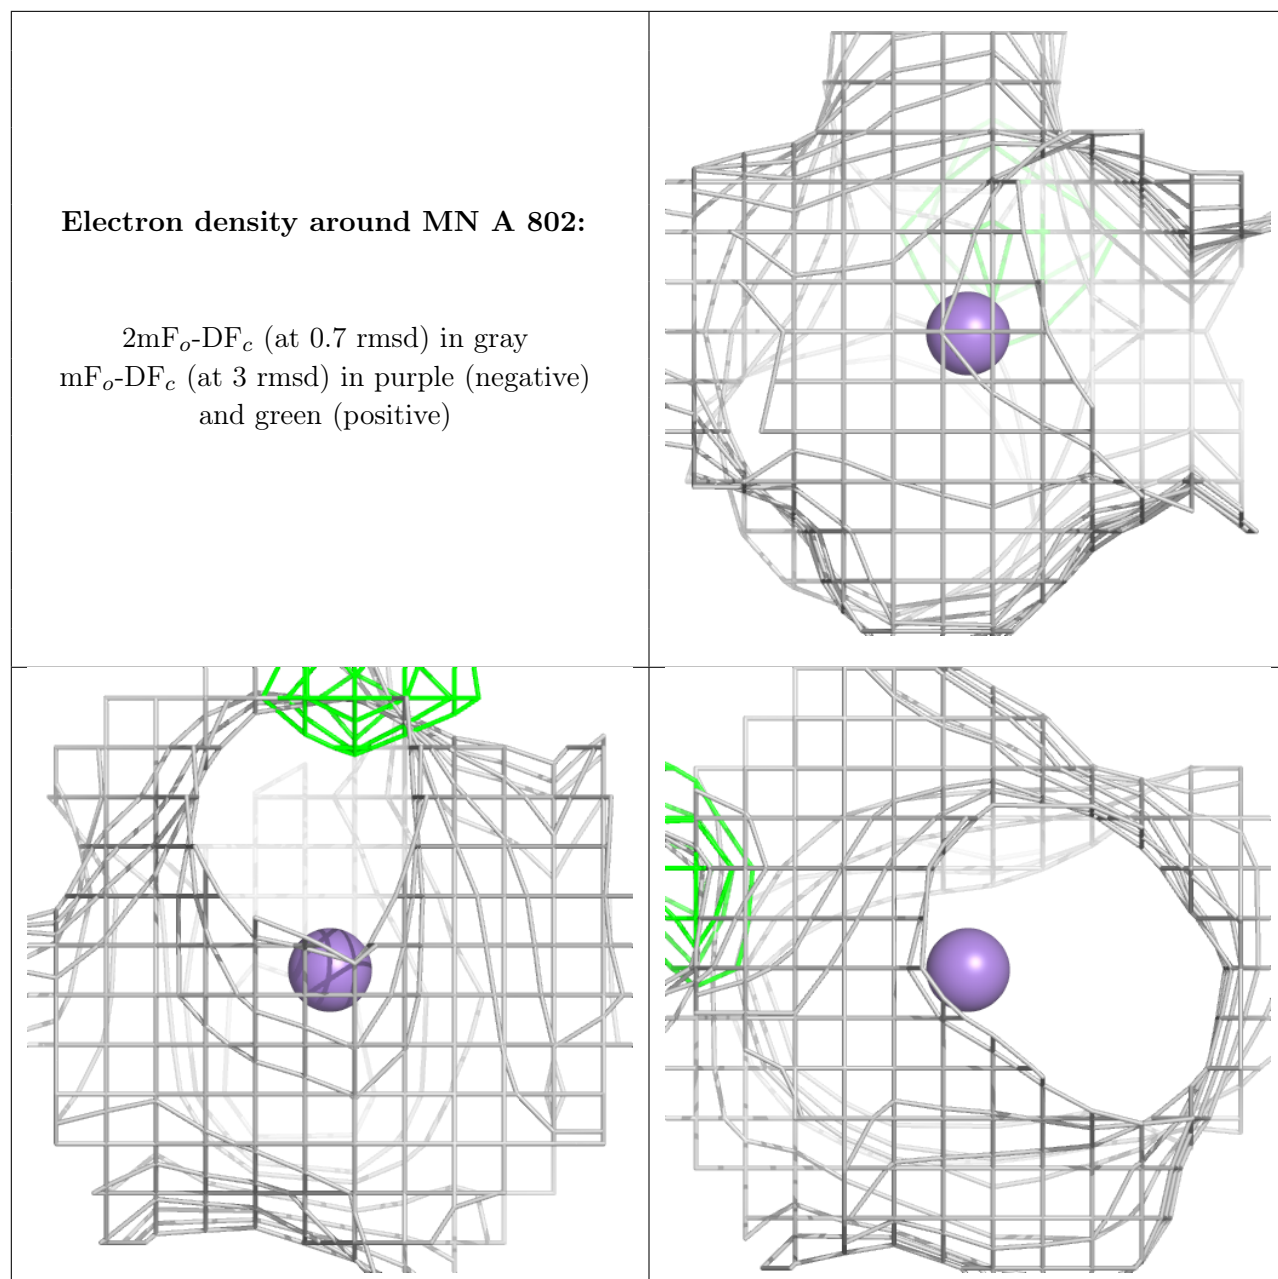 Electron density around MN A 802:
2mFo-DFc (at 0.7 rmsd) in gray
mFo-DFc (at 3 rmsd) in purple (negative)
and green (positive)